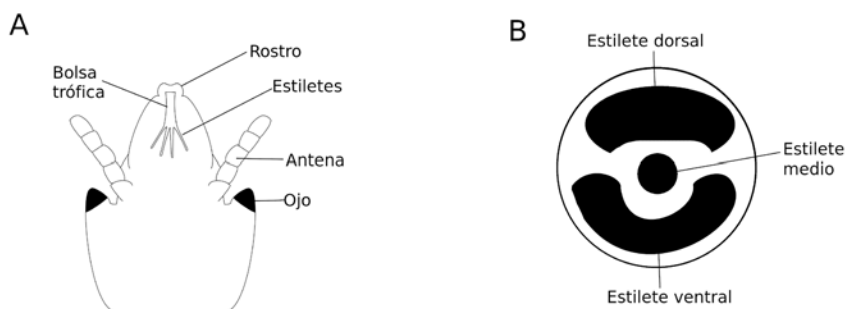 A
Rostro
Bolsa
trófica
Estiletes
Antena
Ojo
B
Estilete dorsal
Estilete
medio
Estilete ventral